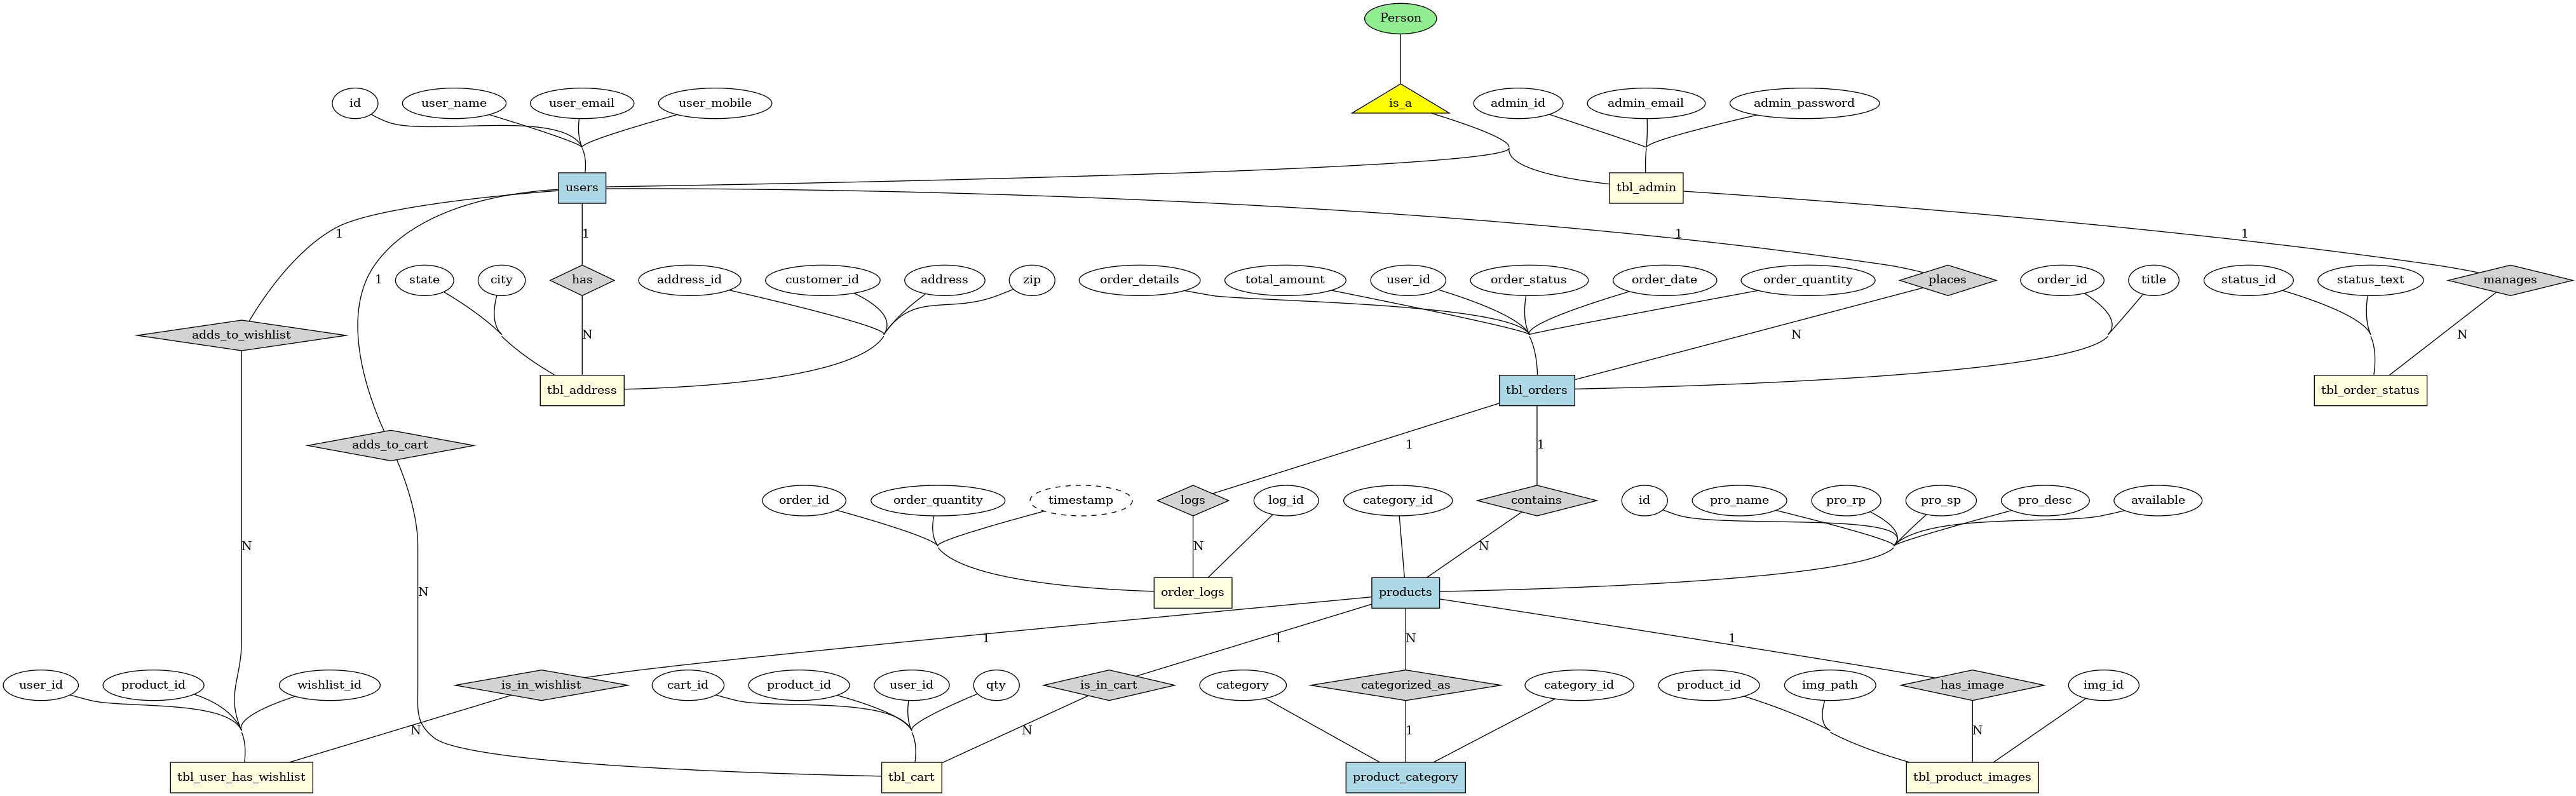 Person
id
user_name
user_email
user_mobile
is_a
admin_id
admin_email
admin_password
users
tbl_admin
1
1
1
1
1
state
city
has
address_id
customer_id
address
zip
order_details
total_amount
user_id
order_status
order_date
order_quantity
places
order_id
title
status_id
status_text
manages
adds_to_wishlist
N
N
N
tbl_address
tbl_orders
tbl_order_status
adds_to_cart
1
1
order_id
order_quantity
timestamp
logs
log_id
category_id
contains
id
pro_name
pro_rp
pro_sp
pro_desc
available
N
N
N
N
order_logs
products
1
1
N
1
user_id
product_id
wishlist_id
is_in_wishlist
cart_id
product_id
user_id
qty
is_in_cart
category
categorized_as
category_id
product_id
img_path
has_image
img_id
N
N
1
N
tbl_user_has_wishlist
tbl_cart
product_category
tbl_product_images